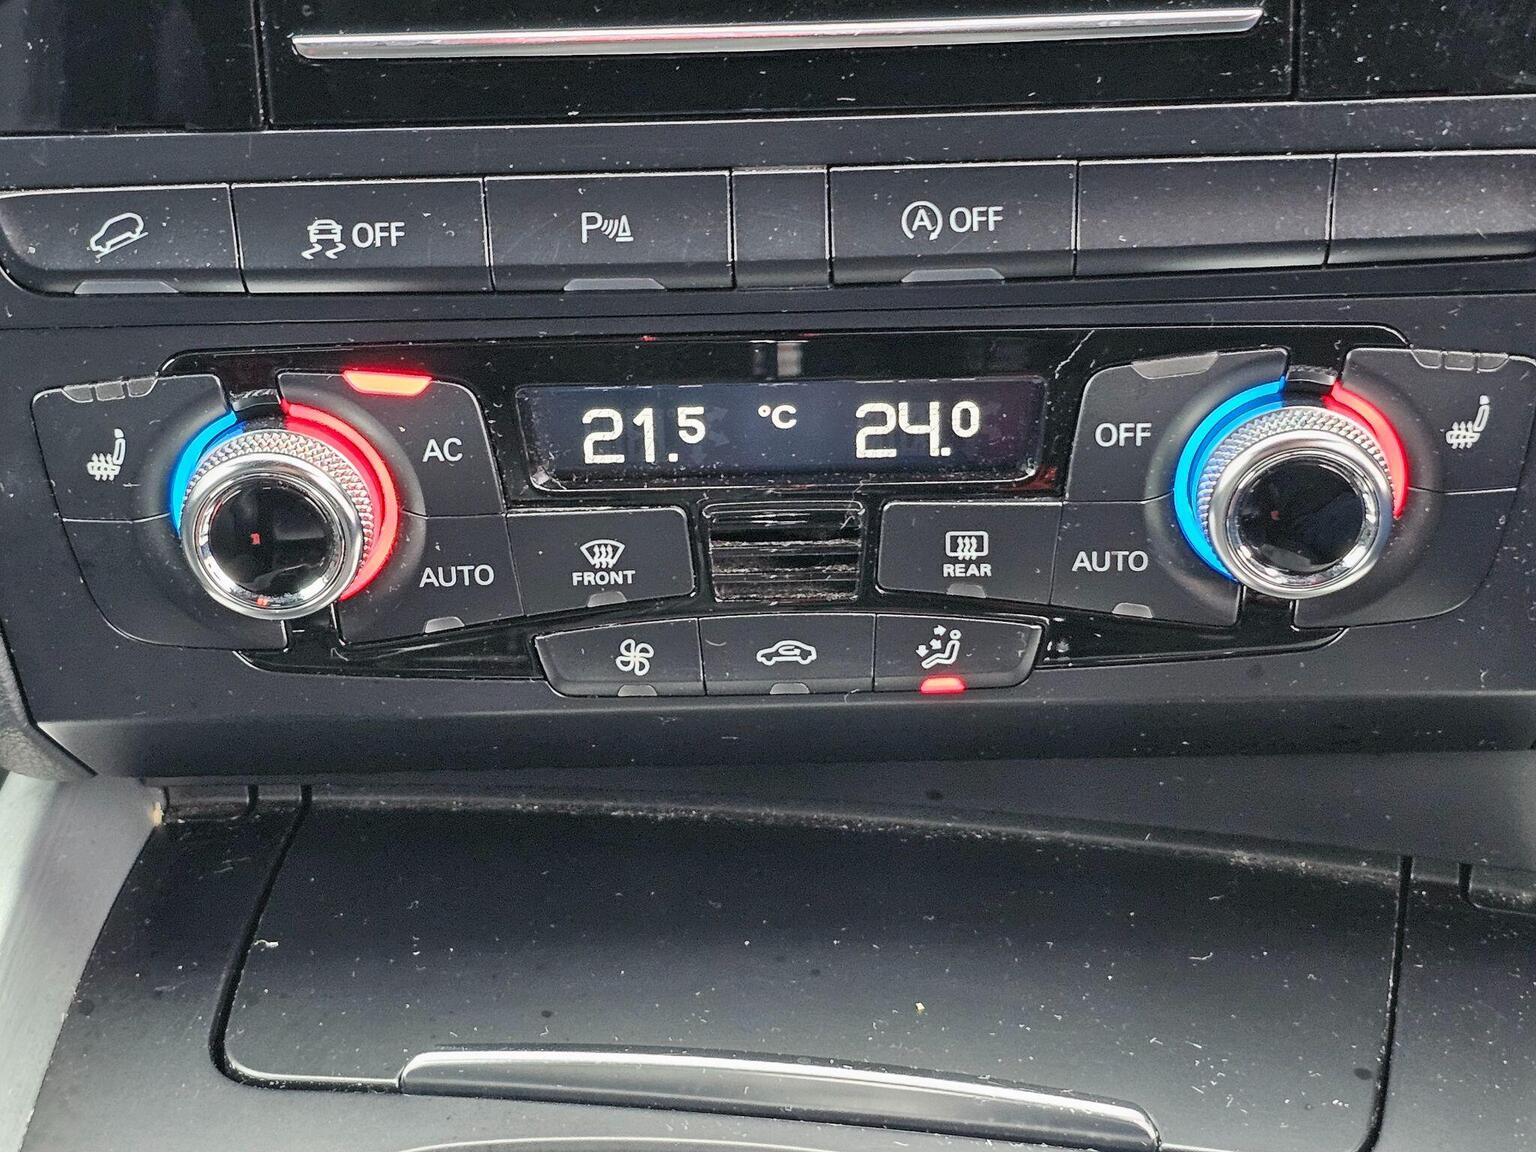 OFF
P
A OFF
21.5 °C 24.0
AC
OFF
AUTO
FRONT
REAR
AUTO